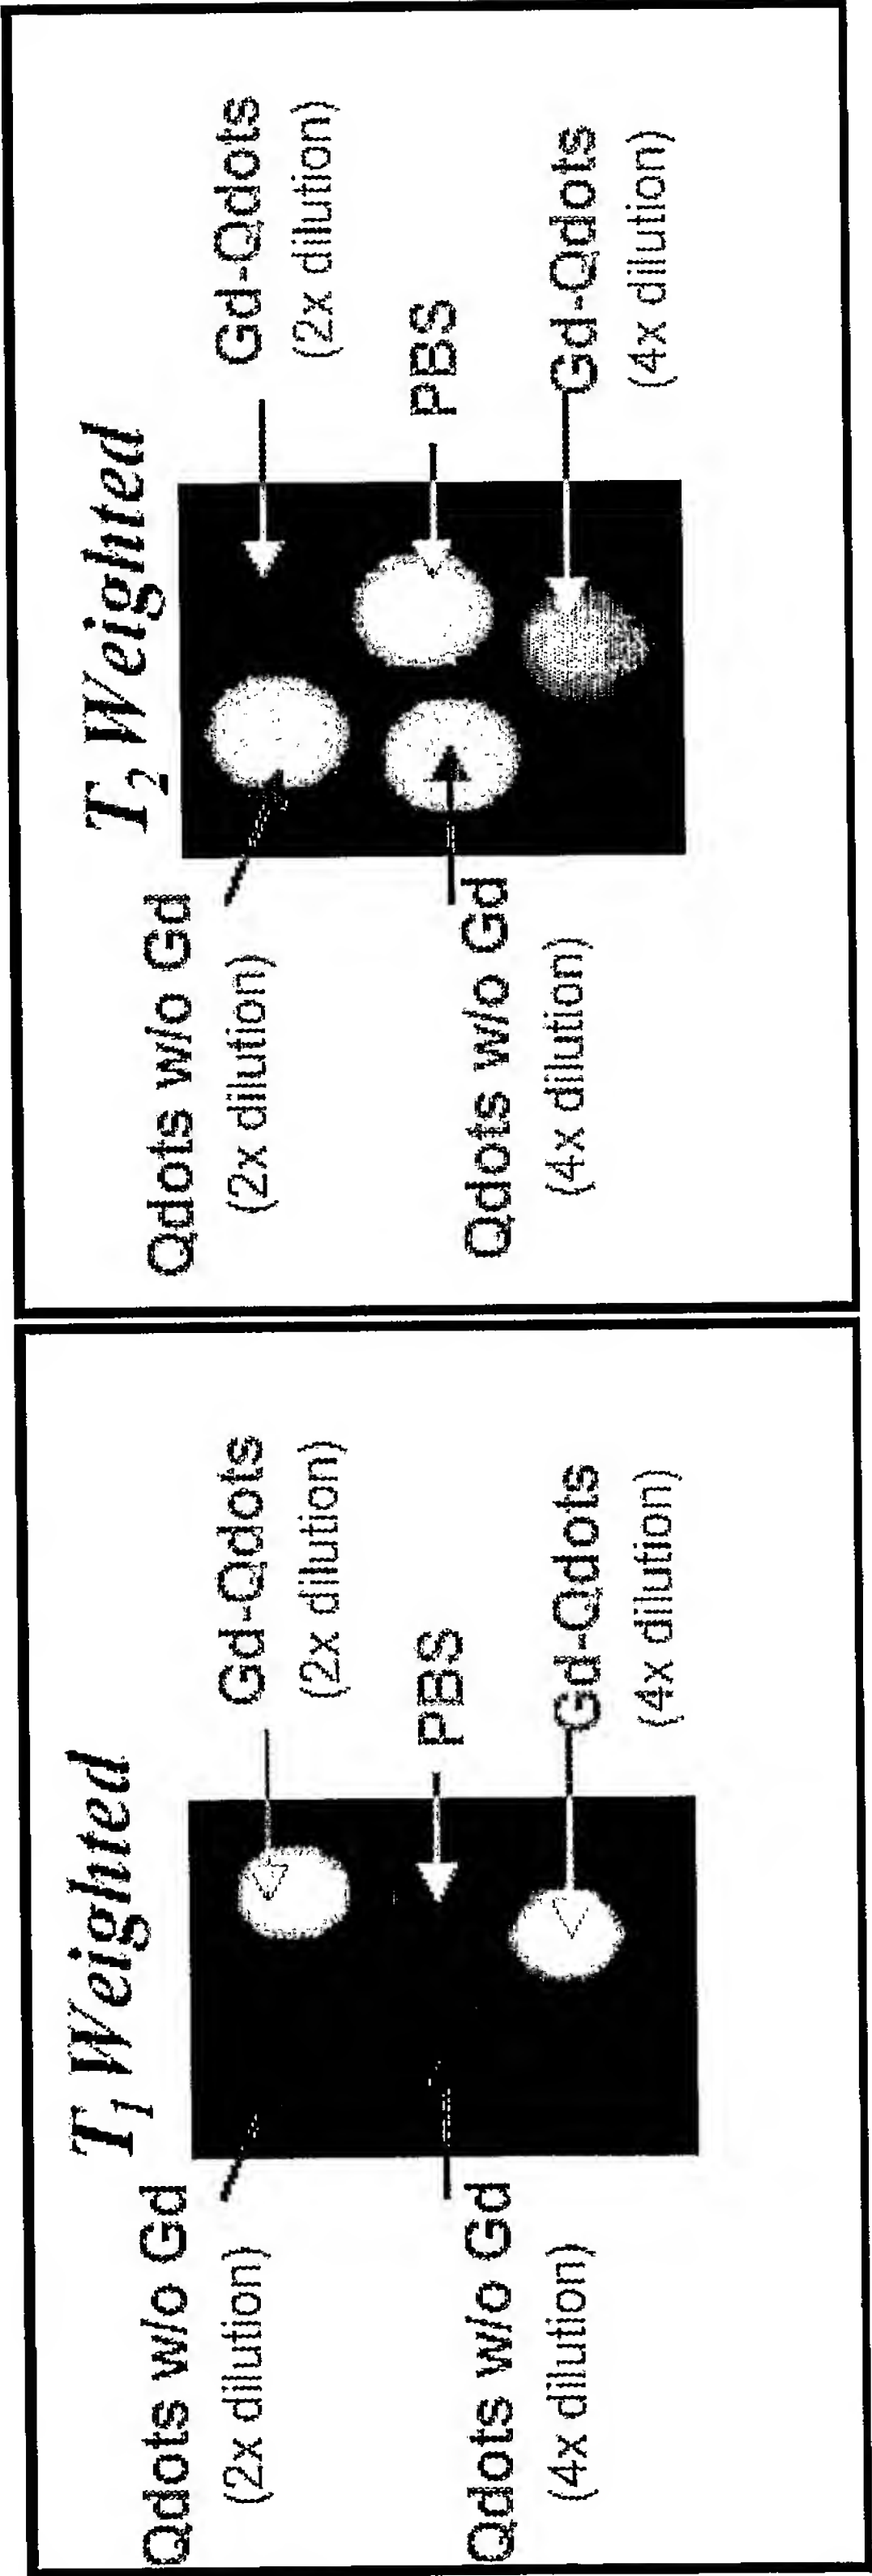 T1 Weighted
Qdots w/o Gd
(2x dilution)
Gd-Qdots
(2x dilution)
PBS
Qdots w/o Gd
(4x dilution)
Gd-Qdots
(4x dilution)
T2 Weighted
Qdots w/o Gd
(2x dilution)
Gd-Qdots
(2x dilution)
PBS
Qdots w/o Gd
(4x dilution)
Gd-Qdots
(4x dilution)